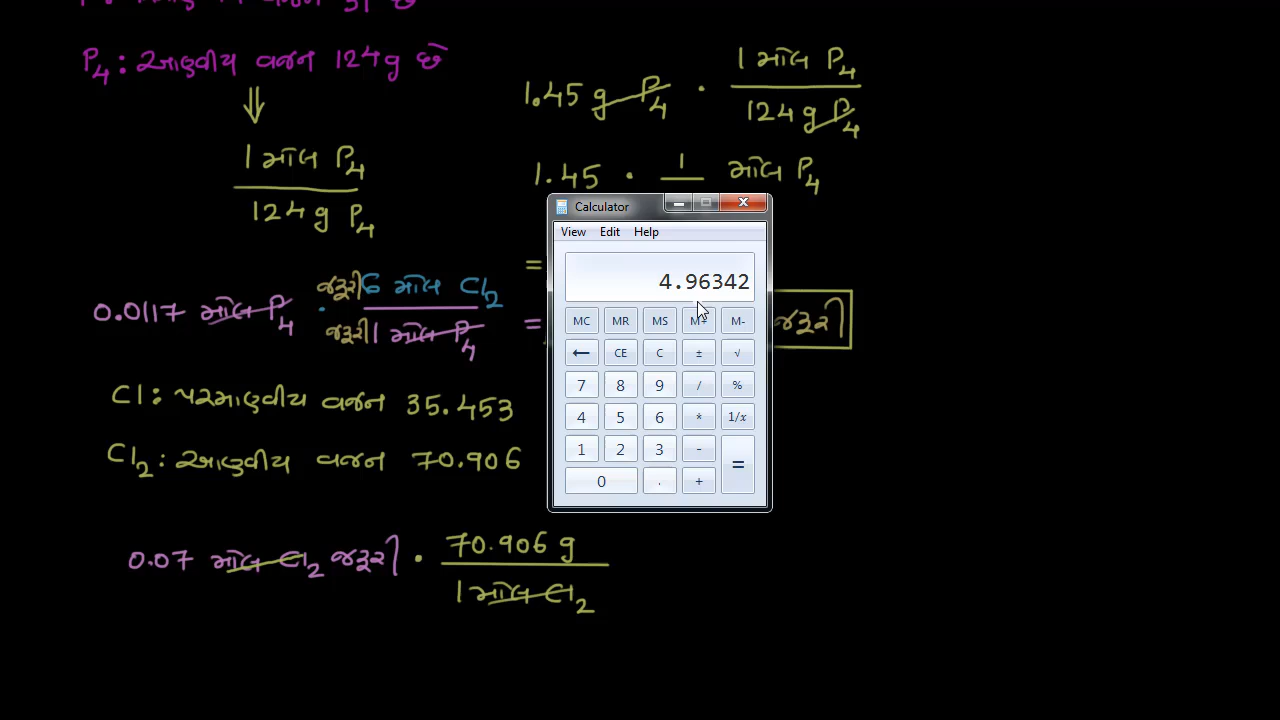 P4 : આણ્વીય વજન 124g છે
1 મોલ P4
124 g P4
1.45 g P4 · 1 મોલ P4
124 g P4
1.45 · 1 મોલ P4
=
0.0117 મોલ P4 · જરૂરી 6 મોલ Cl2
જરૂરી 1 મોલ P4
=
જરૂરી
Cl : પરમાણ્વીય વજન 35.453
Cl2 : આણ્વીય વજન 70.906
0.07 મોલ Cl2 જરૂરી · 70.906 g
1 મોલ Cl2
Calculator
View Edit Help
4.96342
MC MR MS M+ M-
← CE C ± √
7 8 9 / %
4 5 6 * 1/x
1 2 3 - =
0 . +